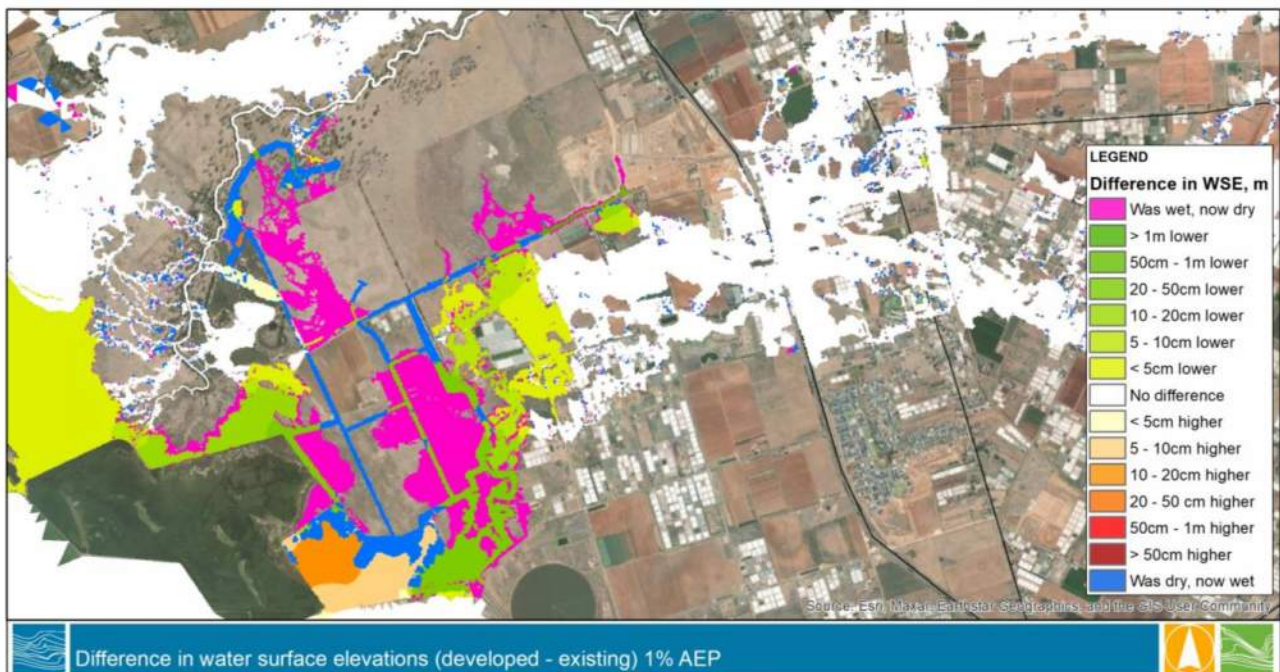 LEGEND
Difference in WSE, m
Was wet, now dry
> 1m lower
50cm - 1m lower
20 - 50cm lower
10 - 20cm lower
5 - 10cm lower
< 5cm lower
No difference
< 5cm higher
5 - 10cm higher
10 - 20cm higher
20 - 50 cm higher
50cm - 1m higher
> 50cm higher
Was dry, now wet
Source: Esri, Maxar, Earthstar Geographics, and the GIS User Community
Difference in water surface elevations (developed - existing) 1% AEP